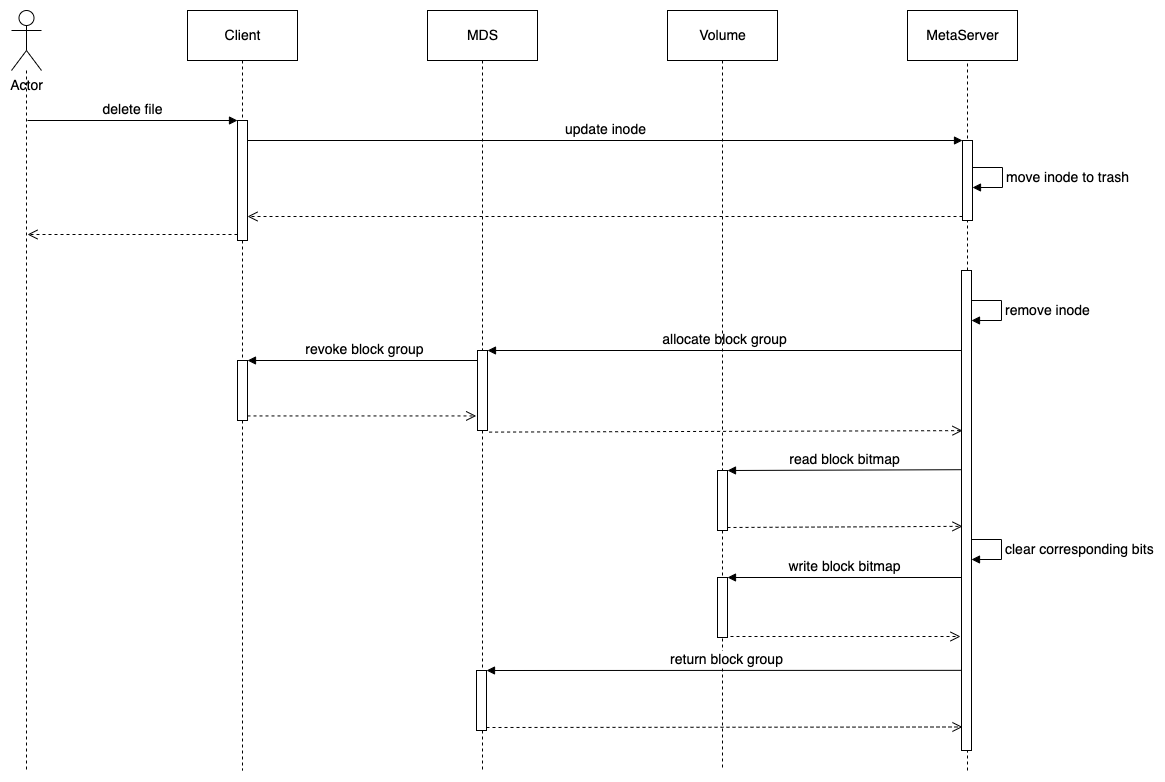 Client
MDS
Volume
MetaServer
Actor
delete file
update inode
move inode to trash
remove inode
allocate block group
revoke block group
read block bitmap
clear corresponding bits
write block bitmap
return block group